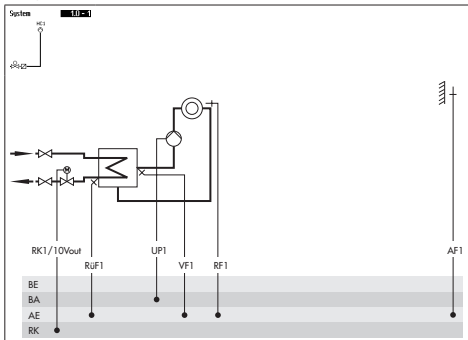 System 1.0 - 1
HC1
M
RK1/10Vout UP1 AF1
RüF1 VF1 RF1
BE
BA
AE
RK